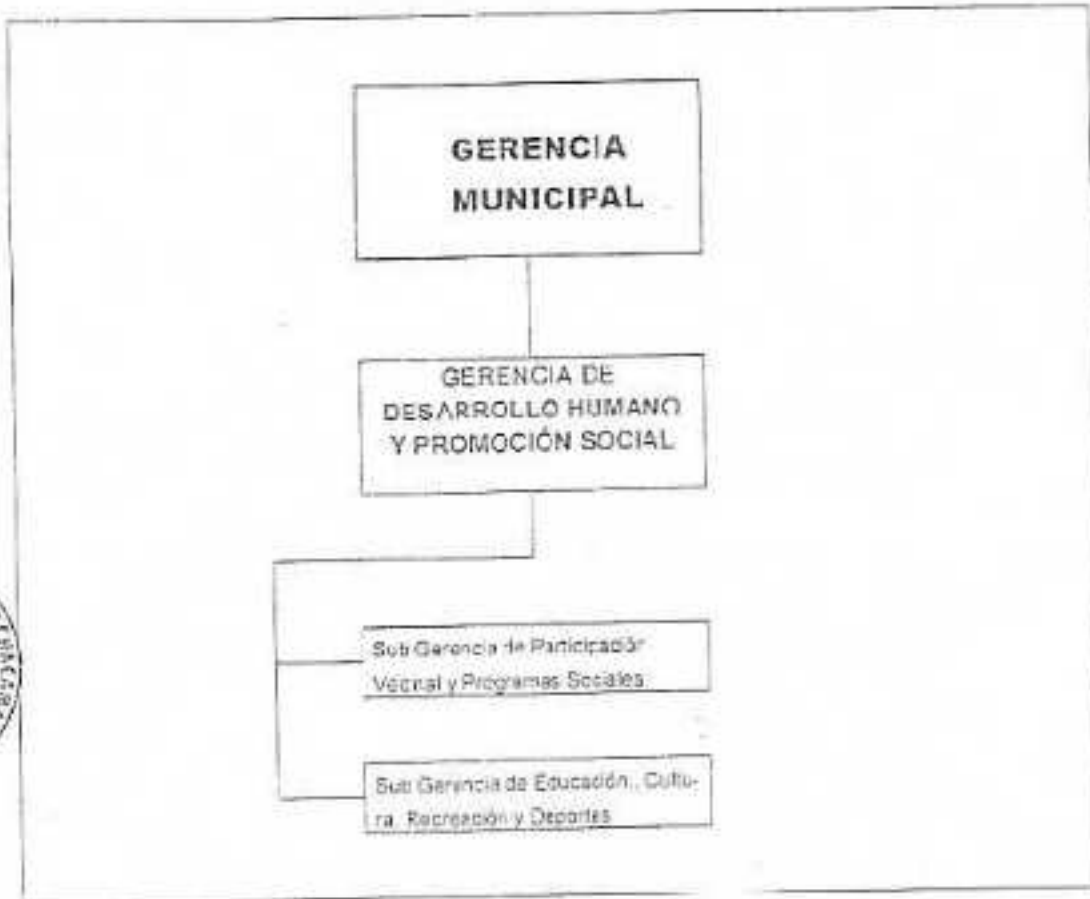 GERENCIA
MUNICIPAL
GERENCIA DE
DESARROLLO HUMANO
Y PROMOCIÓN SOCIAL
Sub Gerencia de Participación
Vecinal y Programas Sociales
Sub Gerencia de Educación, Cultu-
ra, Recreación y Deportes